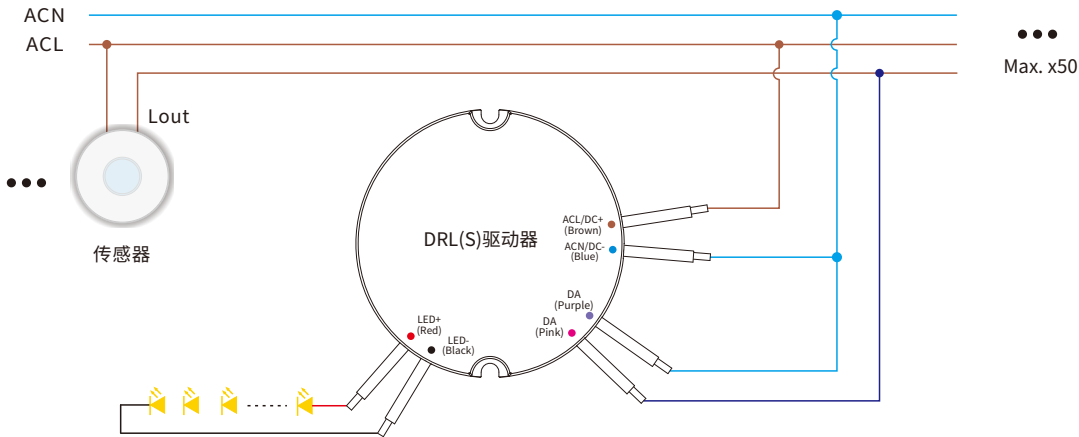 ACN
ACL
Max. x50
Lout
传感器
DRL(S)驱动器
ACL/DC+
(Brown)
ACN/DC-
(Blue)
DA
(Purple)
DA
(Pink)
LED+
(Red)
LED-
(Black)